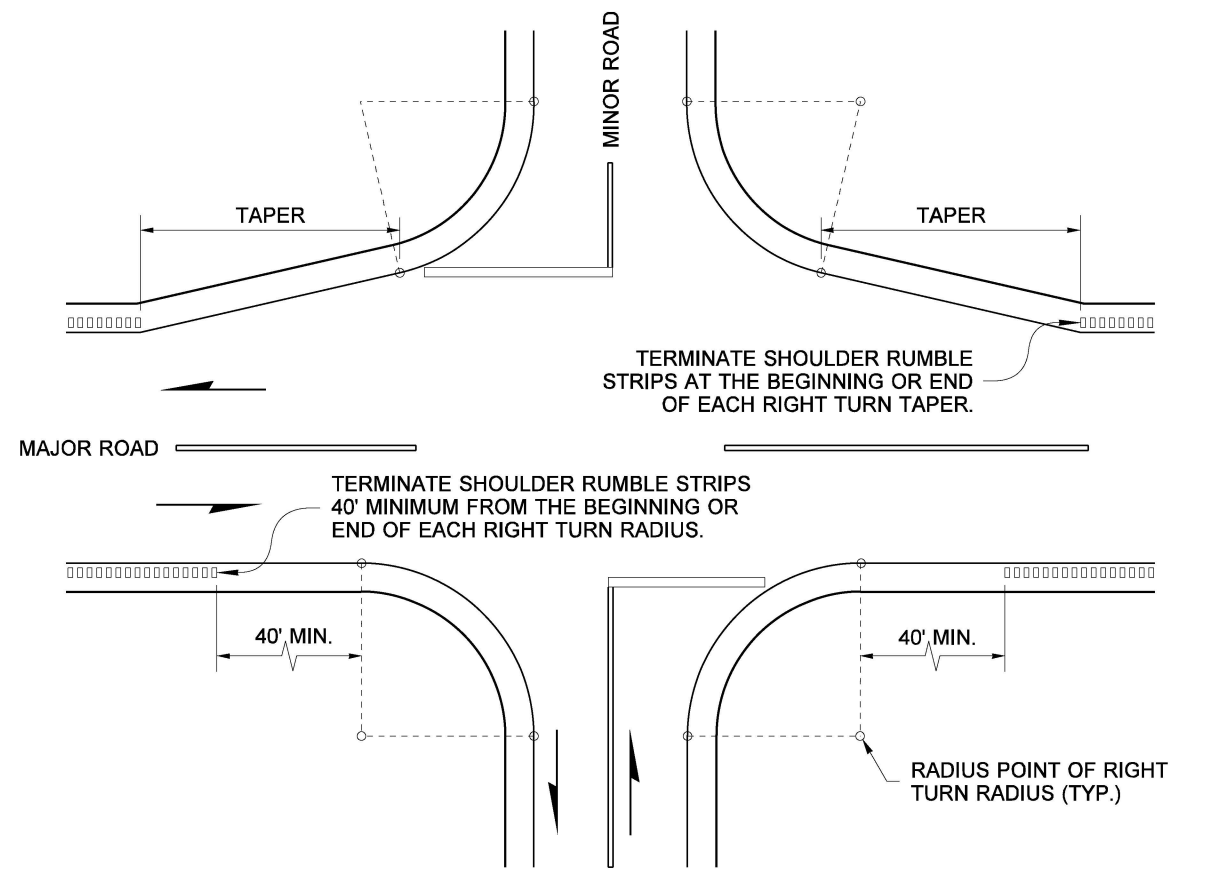 MINOR ROAD
TAPER
TAPER
TERMINATE SHOULDER RUMBLE
STRIPS AT THE BEGINNING OR END
OF EACH RIGHT TURN TAPER.
MAJOR ROAD
TERMINATE SHOULDER RUMBLE STRIPS
40' MINIMUM FROM THE BEGINNING OR
END OF EACH RIGHT TURN RADIUS.
40' MIN.
40' MIN.
RADIUS POINT OF RIGHT
TURN RADIUS (TYP.)